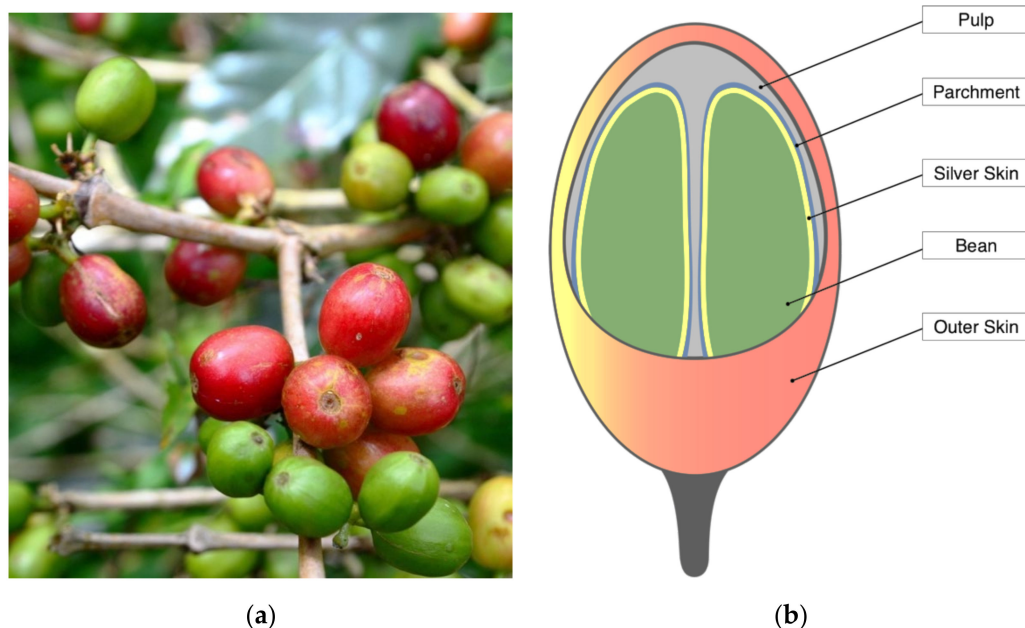 Pulp
Parchment
Silver Skin
Bean
Outer Skin
(a)
(b)